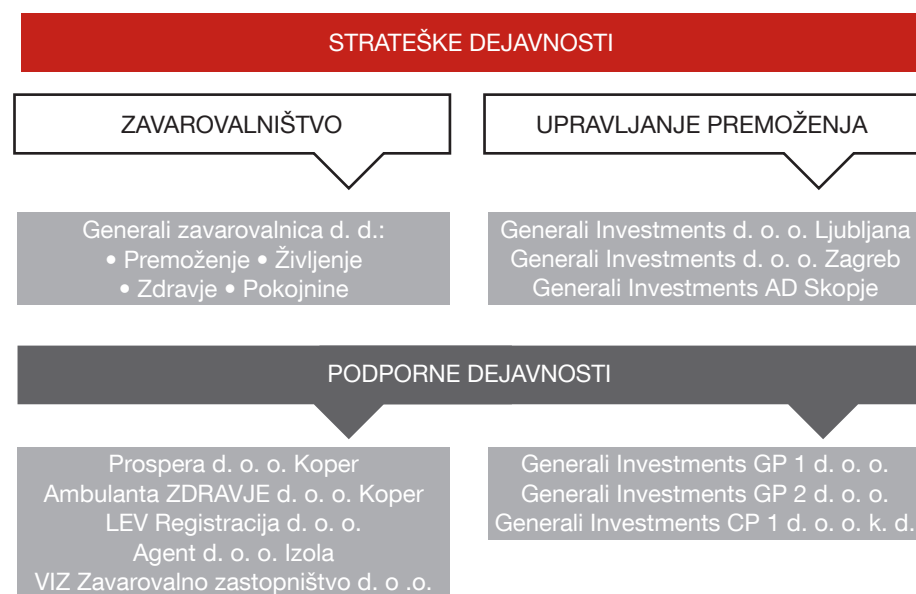 STRATEŠKE DEJAVNOSTI
ZAVAROVALNIŠTVO
Generali zavarovalnica d. d.:
• Premoženje • Življenje
• Zdravje • Pokojnine
UPRAVLJANJE PREMOŽENJA
Generali Investments d. o. o. Ljubljana
Generali Investments d. o. o. Zagreb
Generali Investments AD Skopje
PODPORNE DEJAVNOSTI
Prospera d. o. o. Koper
Ambulanta ZDRAVJE d. o. o. Koper
LEV Registracija d. o. o.
Agent d. o. o. Izola
VIZ Zavarovalno zastopništvo d. o .o.
Generali Investments GP 1 d. o. o.
Generali Investments GP 2 d. o. o.
Generali Investments CP 1 d. o. o. k. d.